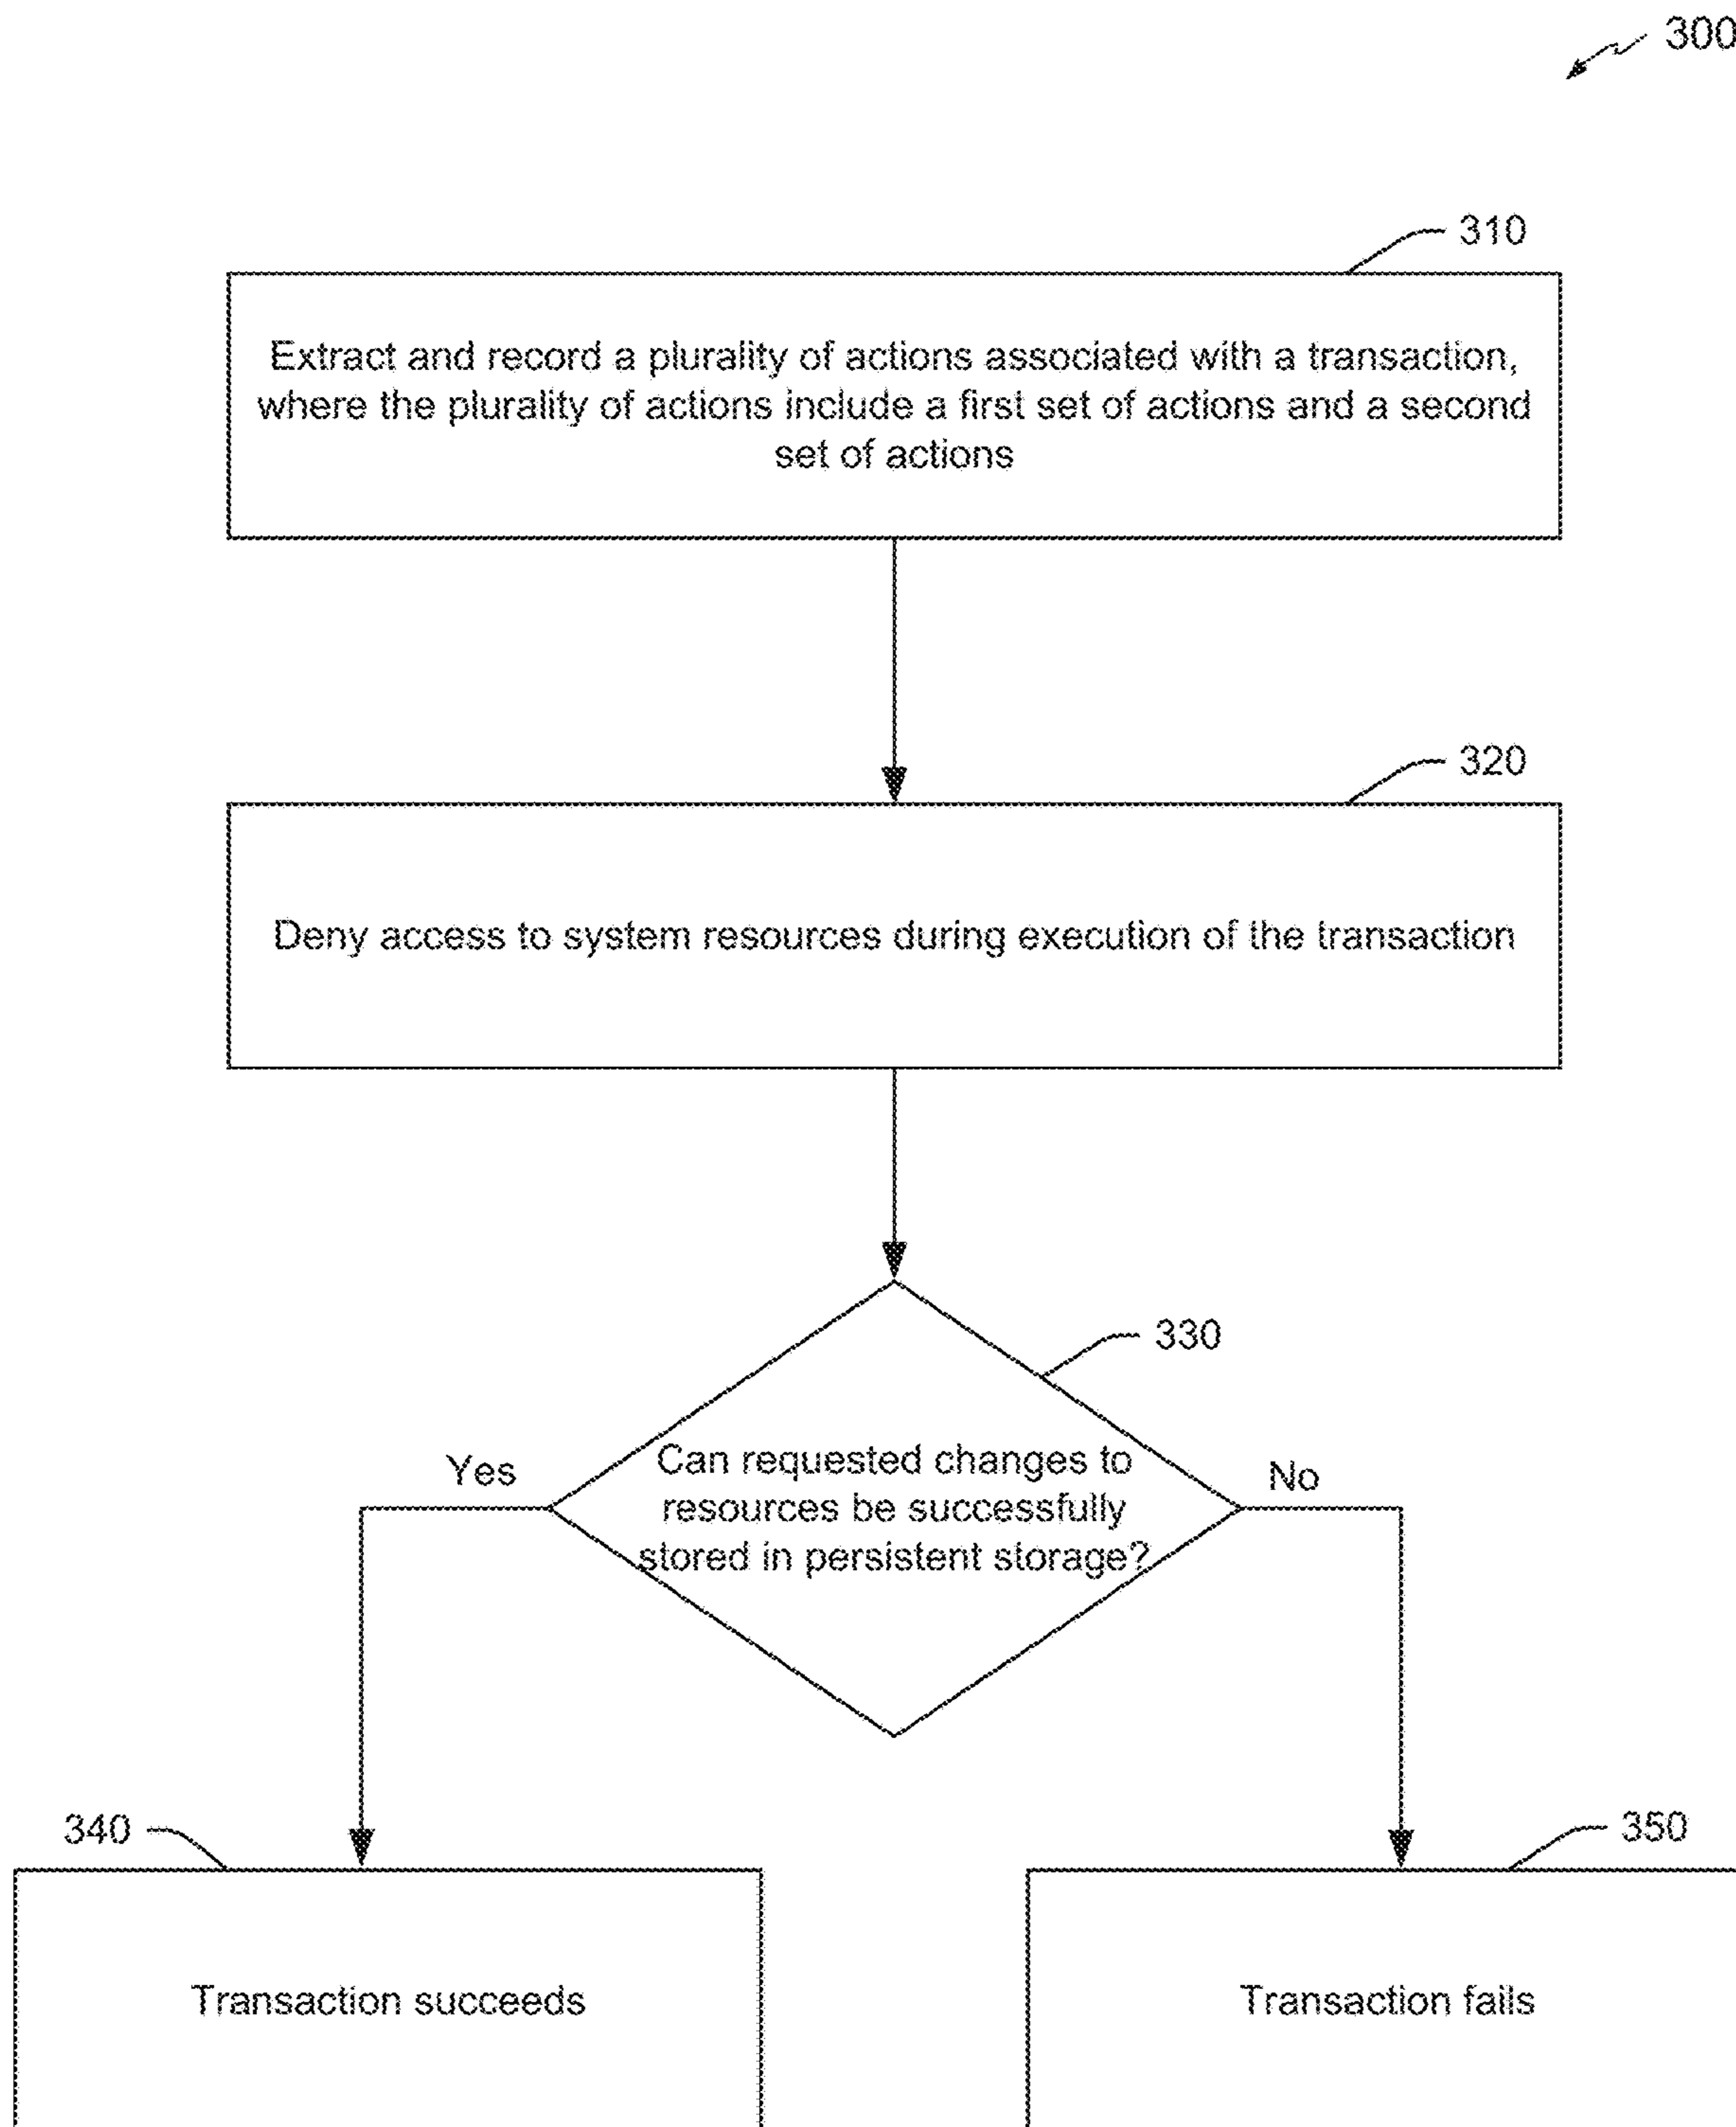 300
310
Extract and record a plurality of actions associated with a transaction,
where the plurality of actions include a first set of actions and a second
set of actions
320
Deny access to system resources during execution of the transaction
330
Can requested changes to
resources be successfully
stored in persistent storage?
Yes
No
340
350
Transaction succeeds
Transaction fails